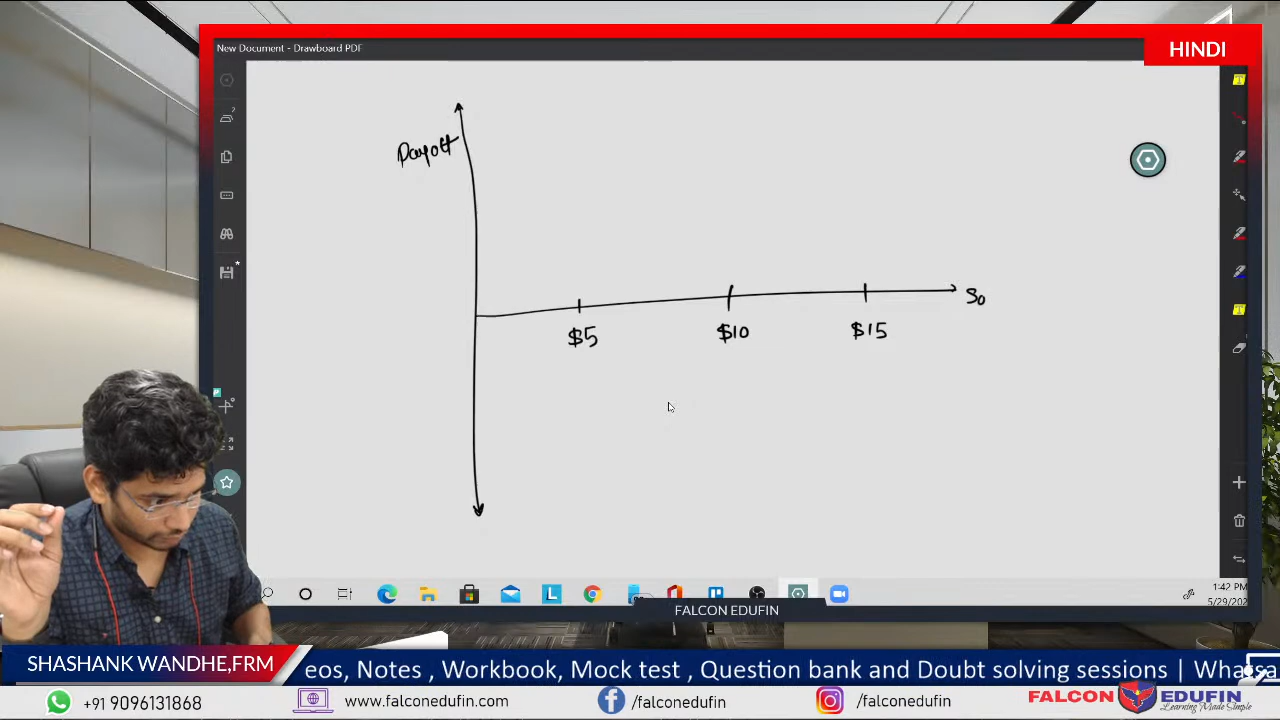 New Document - Drawboard PDF
HINDI
Payoff
S0
$5
$10
$15
1:42 PM
5/29/202
FALCON EDUFIN
SHASHANK WANDHE,FRM
eos, Notes , Workbook, Mock test , Question bank and Doubt solving sessions | Whatsa
+91 9096131868
www.falconedufin.com
/falconedufin
/falconedufin
FALCON EDUFIN
Learning Made Simple